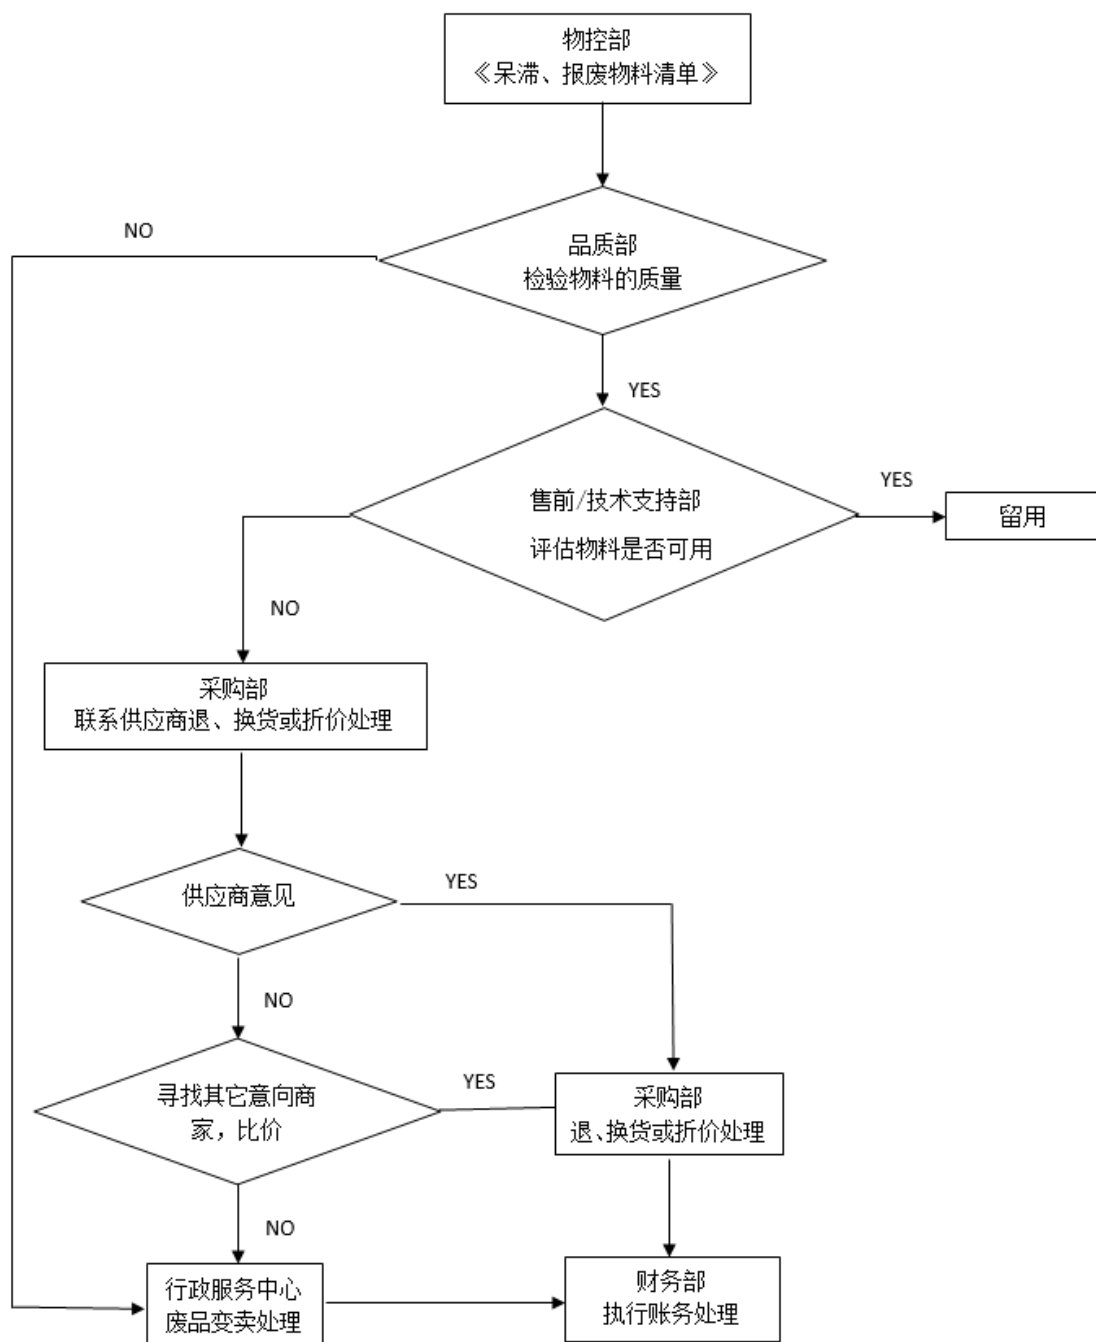 物控部
《呆滞、报废物料清单》
NO
品质部
检验物料的质量
YES
售前/技术支持部
评估物料是否可用
YES
留用
NO
采购部
联系供应商退、换货或折价处理
供应商意见
YES
NO
寻找其它意向商
家，比价
YES
采购部
退、换货或折价处理
NO
行政服务中心
废品变卖处理
财务部
执行账务处理